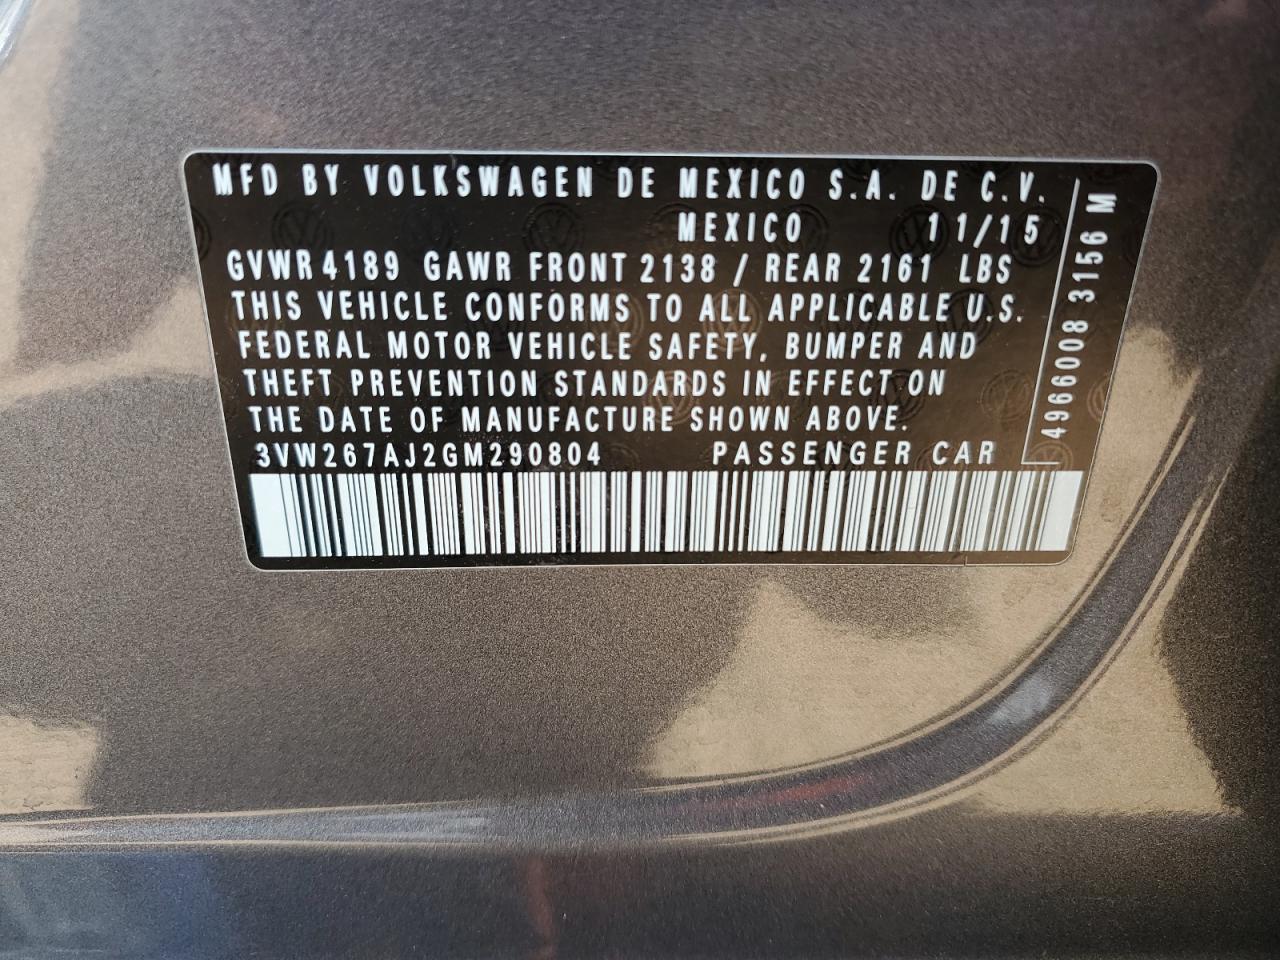 MFD BY VOLKSWAGEN DE MEXICO S.A. DE C.V.
MEXICO 11/15
GVWR 4189 GAWR FRONT 2138 / REAR 2161 LBS
THIS VEHICLE CONFORMS TO ALL APPLICABLE U.S.
FEDERAL MOTOR VEHICLE SAFETY, BUMPER AND
THEFT PREVENTION STANDARDS IN EFFECT ON
THE DATE OF MANUFACTURE SHOWN ABOVE.
3VW267AJ2GM290804 PASSENGER CAR
4966008 3156 M